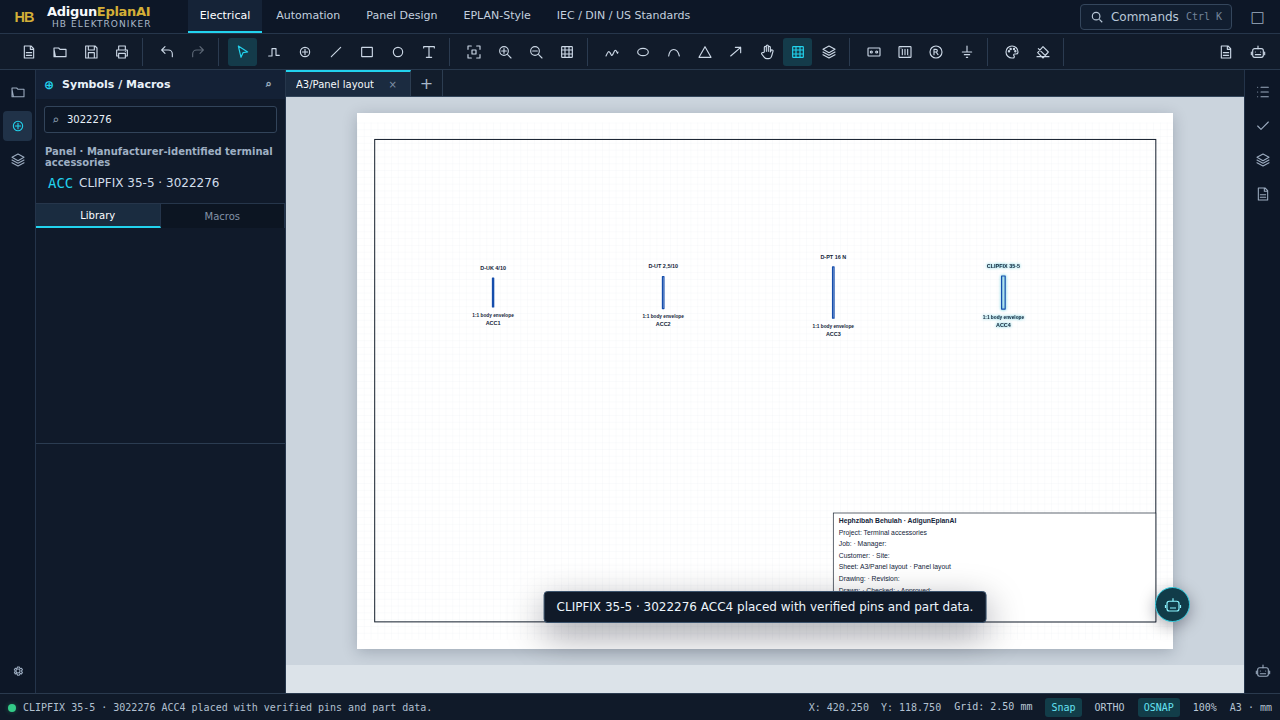 HB
AdigunEplanAI
HB ELEKTRONIKER
Electrical
Automation
Panel Design
EPLAN-Style
IEC / DIN / US Standards
Commands Ctrl K
Symbols / Macros
3022276
Panel · Manufacturer-identified terminal
accessories
ACC CLIPFIX 35-5 · 3022276
Library
Macros
A3/Panel layout ×
D-UK 4/10
1:1 body envelope
ACC1
D-UT 2,5/10
1:1 body envelope
ACC2
D-PT 16 N
1:1 body envelope
ACC3
CLIPFIX 35-5
1:1 body envelope
ACC4
Hephzibah Behulah · AdigunEplanAI
Project: Terminal accessories
Job: · Manager:
Customer: · Site:
Sheet: A3/Panel layout · Panel layout
Drawing: · Revision:
Drawn: · Checked: · Approved:
CLIPFIX 35-5 · 3022276 ACC4 placed with verified pins and part data.
CLIPFIX 35-5 · 3022276 ACC4 placed with verified pins and part data.
X: 420.250 Y: 118.750 Grid: 2.50 mm Snap ORTHO OSNAP 100% A3 · mm